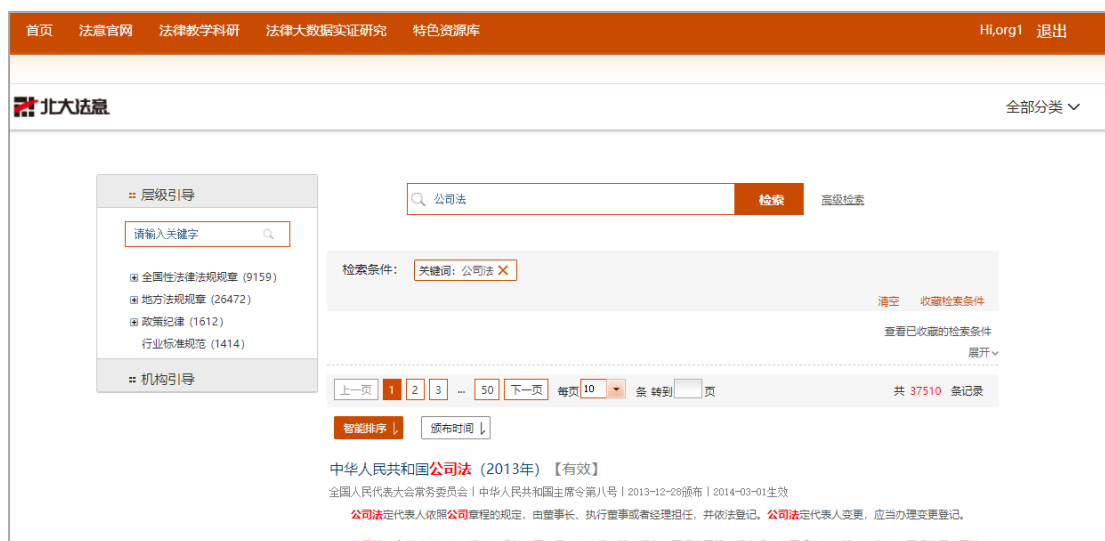 首页 法意官网 法律教学科研 法律大数据实证研究 特色资源库 Hi,org1 退出
北大法意 全部分类
层级引导
请输入关键字
全国性法律法规规章 (9159)
地方法规规章 (26472)
政策纪律 (1612)
行业标准规范 (1414)
机构引导
公司法 检索 高级检索
检索条件： 关键词：公司法
清空 收藏检索条件
查看已收藏的检索条件
展开
上一页 1 2 3 ... 50 下一页 每页 10 条 转到 页 共 37510 条记录
智能排序 颁布时间
中华人民共和国公司法（2013年）【有效】
全国人民代表大会常务委员会 | 中华人民共和国主席令第八号 | 2013-12-28颁布 | 2014-03-01生效
公司法定代表人依照公司章程的规定，由董事长、执行董事或者经理担任，并依法登记。公司法定代表人变更，应当办理变更登记。